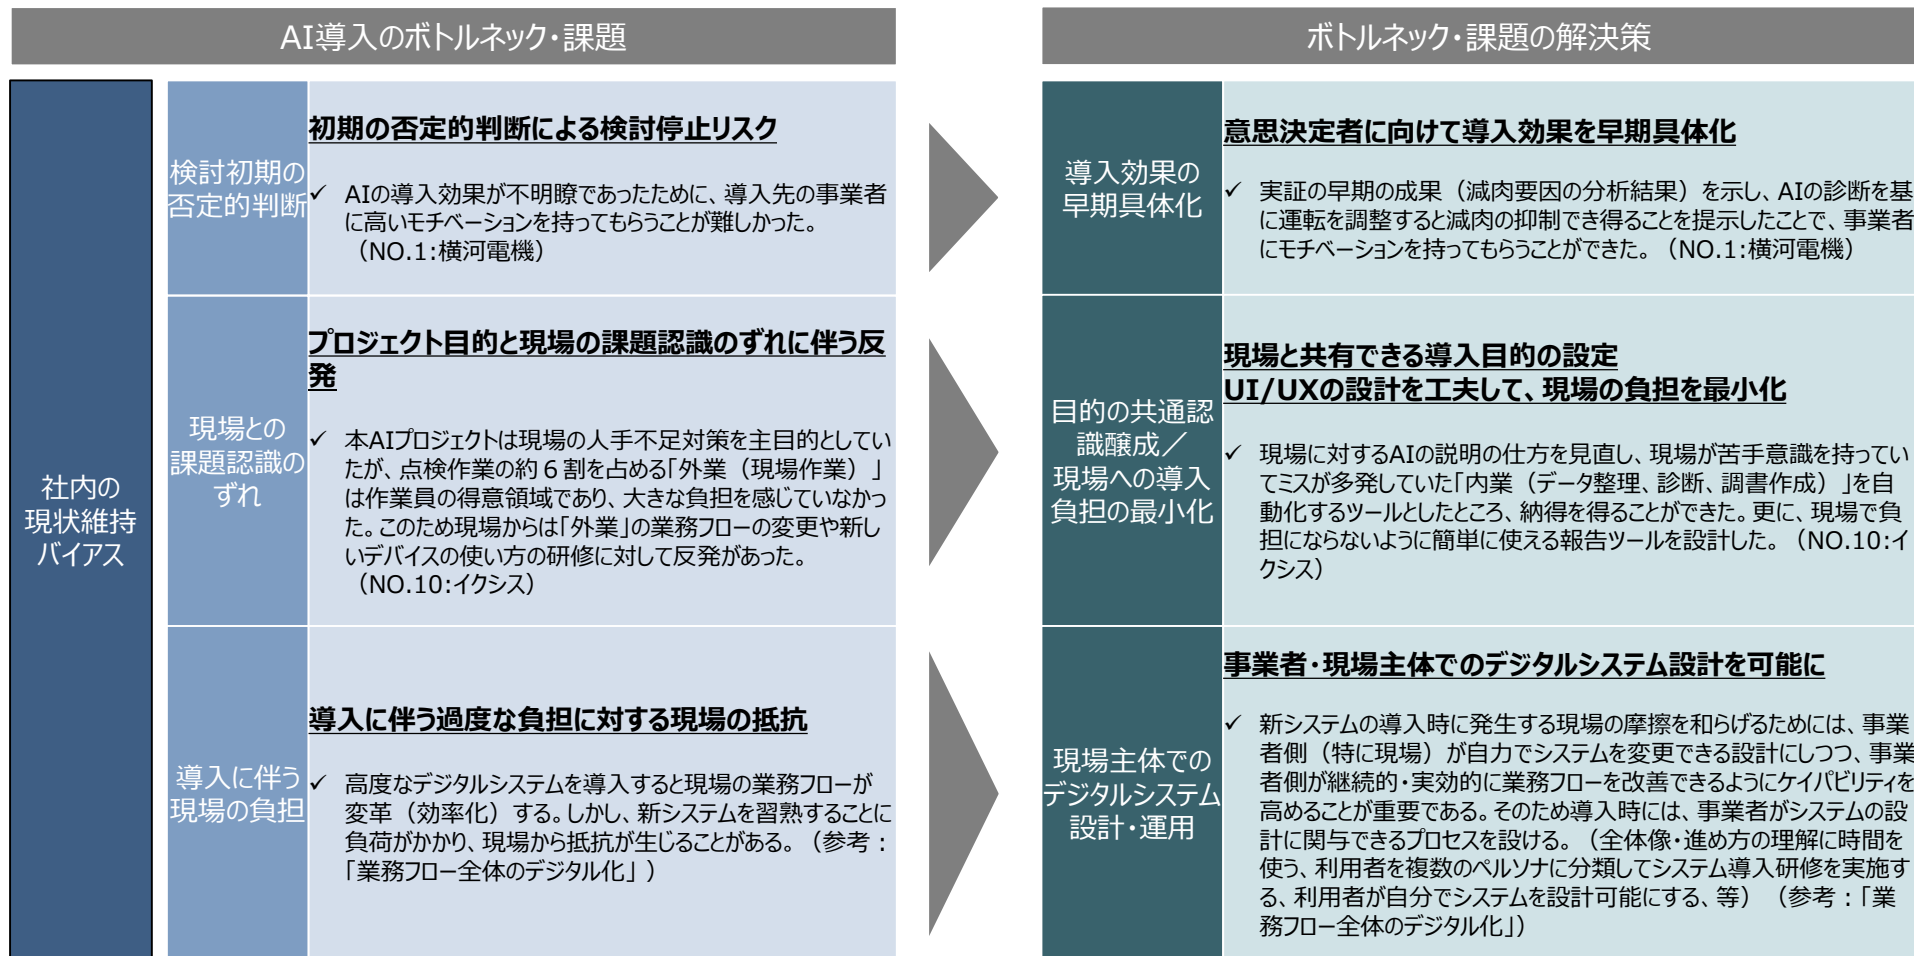 AI導入のボトルネック・課題
ボトルネック・課題の解決策
社内の
現状維持
バイアス
検討初期の
否定的判断
初期の否定的判断による検討停止リスク
✓ AIの導入効果が不明瞭であったために、導入先の事業者
に高いモチベーションを持ってもらうことが難しかった。
（NO.1:横河電機）
導入効果の
早期具体化
意思決定者に向けて導入効果を早期具体化
✓ 実証の早期の成果（減肉要因の分析結果）を示し、AIの診断を基
に運転を調整すると減肉の抑制でき得ることを提示したことで、事業者
にモチベーションを持ってもらうことができた。（NO.1:横河電機）
現場との
課題認識の
ずれ
プロジェクト目的と現場の課題認識のずれに伴う反
発
✓ 本AIプロジェクトは現場の人手不足対策を主目的としてい
たが、点検作業の約６割を占める「外業（現場作業）」
は作業員の得意領域であり、大きな負担を感じていなかっ
た。このため現場からは「外業」の業務フローの変更や新し
いデバイスの使い方の研修に対して反発があった。
（NO.10:イクシス）
目的の共通認
識醸成／
現場への導入
負担の最小化
現場と共有できる導入目的の設定
UI/UXの設計を工夫して、現場の負担を最小化
✓ 現場に対するAIの説明の仕方を見直し、現場が苦手意識を持ってい
てミスが多発していた「内業（データ整理、診断、調書作成）」を自
動化するツールとしたところ、納得を得ることができた。更に、現場で負
担にならないように簡単に使える報告ツールを設計した。（NO.10:イ
クシス）
導入に伴う
現場の負担
導入に伴う過度な負担に対する現場の抵抗
✓ 高度なデジタルシステムを導入すると現場の業務フローが
変革（効率化）する。しかし、新システムを習熟することに
負荷がかかり、現場から抵抗が生じることがある。（参考：
「業務フロー全体のデジタル化」）
現場主体での
デジタルシステム
設計・運用
事業者・現場主体でのデジタルシステム設計を可能に
✓ 新システムの導入時に発生する現場の摩擦を和らげるためには、事業
者側（特に現場）が自力でシステムを変更できる設計にしつつ、事業
者側が継続的・実効的に業務フローを改善できるようにケイパビリティを
高めることが重要である。そのため導入時には、事業者がシステムの設
計に関与できるプロセスを設ける。（全体像・進め方の理解に時間を
使う、利用者を複数のペルソナに分類してシステム導入研修を実施す
る、利用者が自分でシステムを設計可能にする、等）（参考：「業
務フロー全体のデジタル化」）